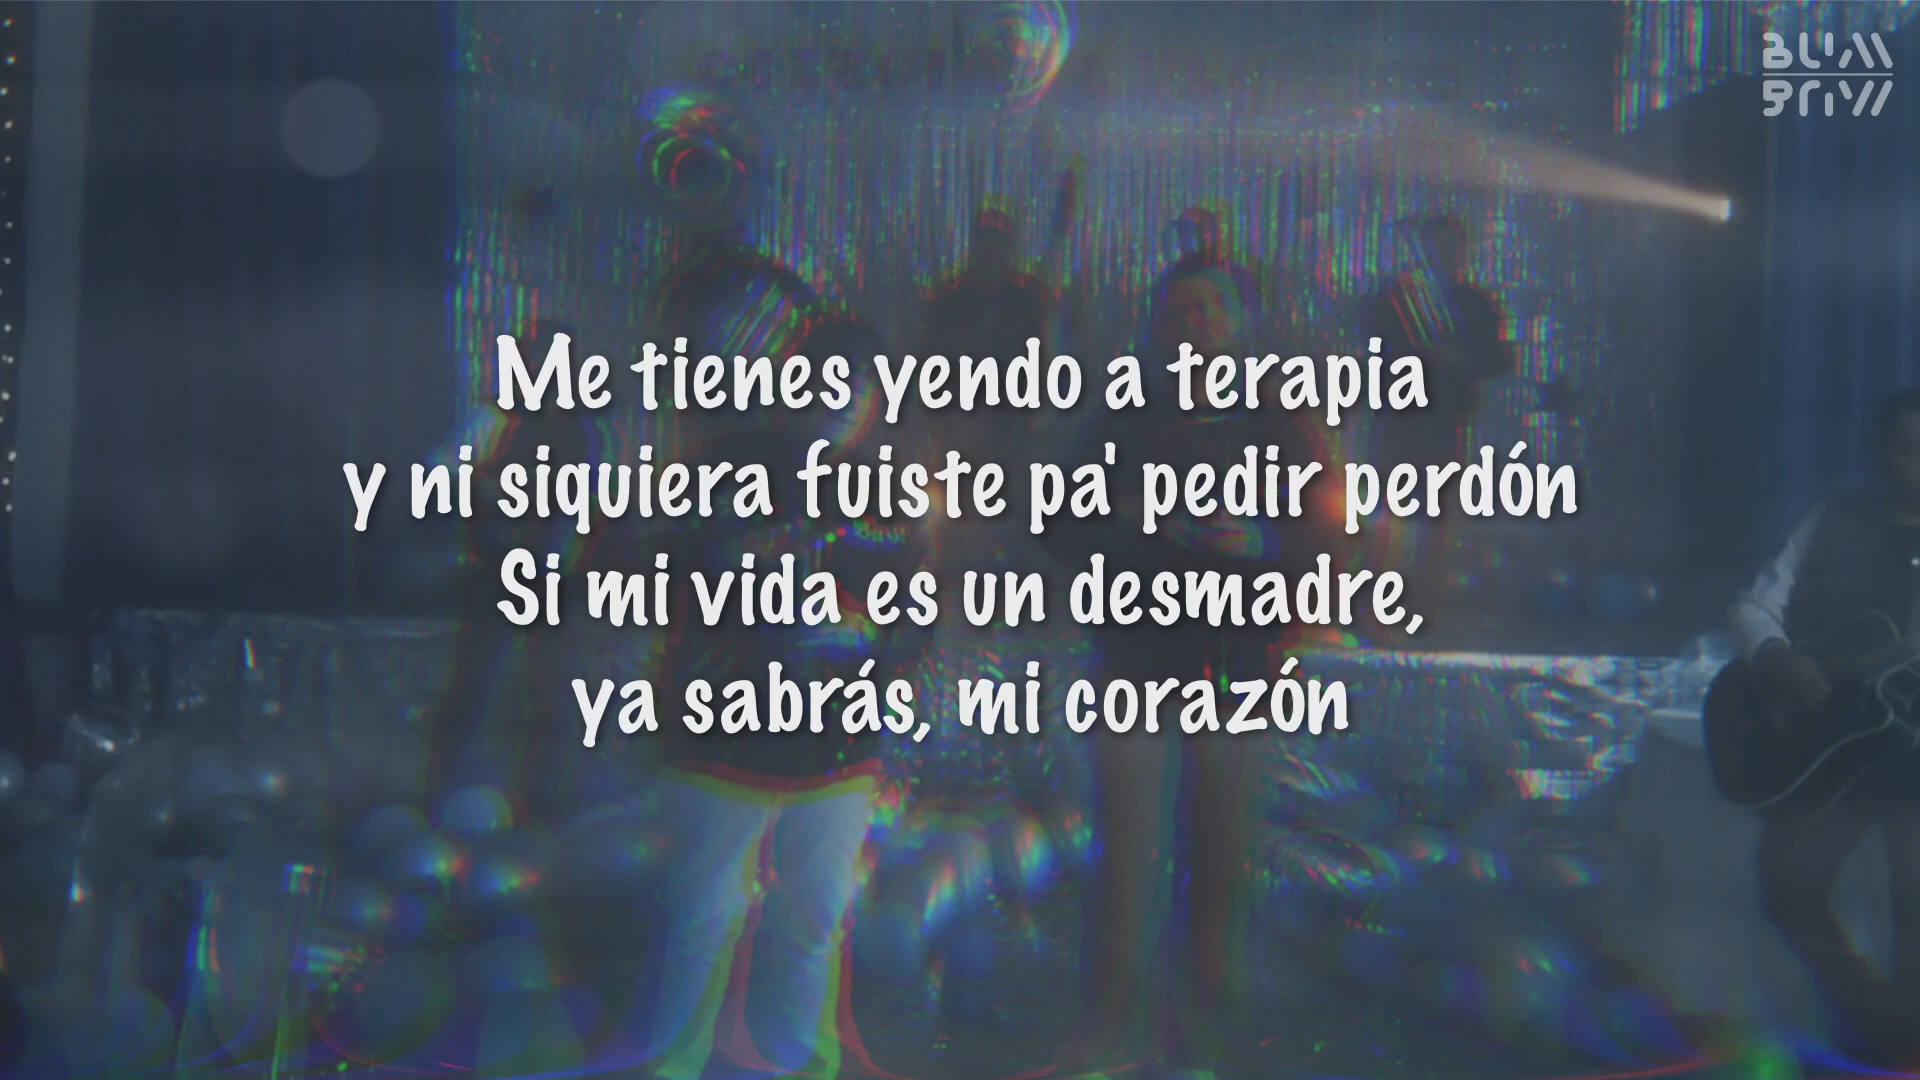 BUM
Me tienes yendo a terapia
y ni siquiera fuiste pa' pedir perdón
Si mi vida es un desmadre,
ya sabrás, mi corazón